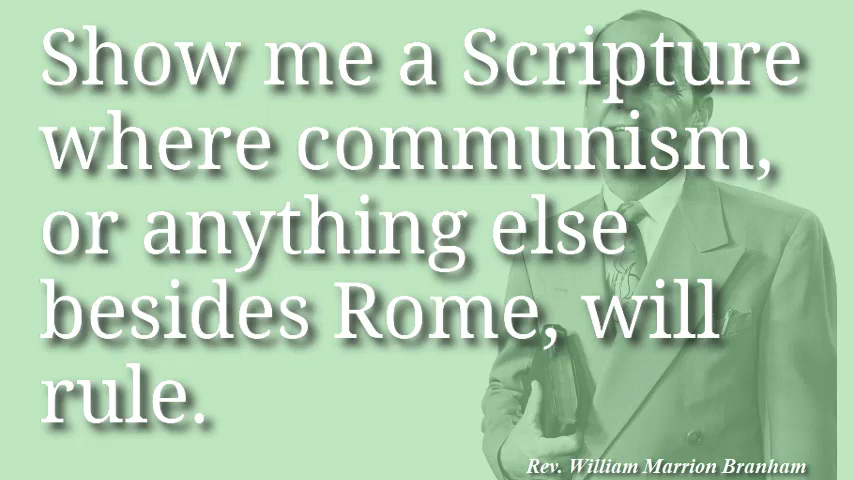 Show me a Scripture
where communism,
or anything else
besides Rome, will
rule.
Rev. William Marrion Branham